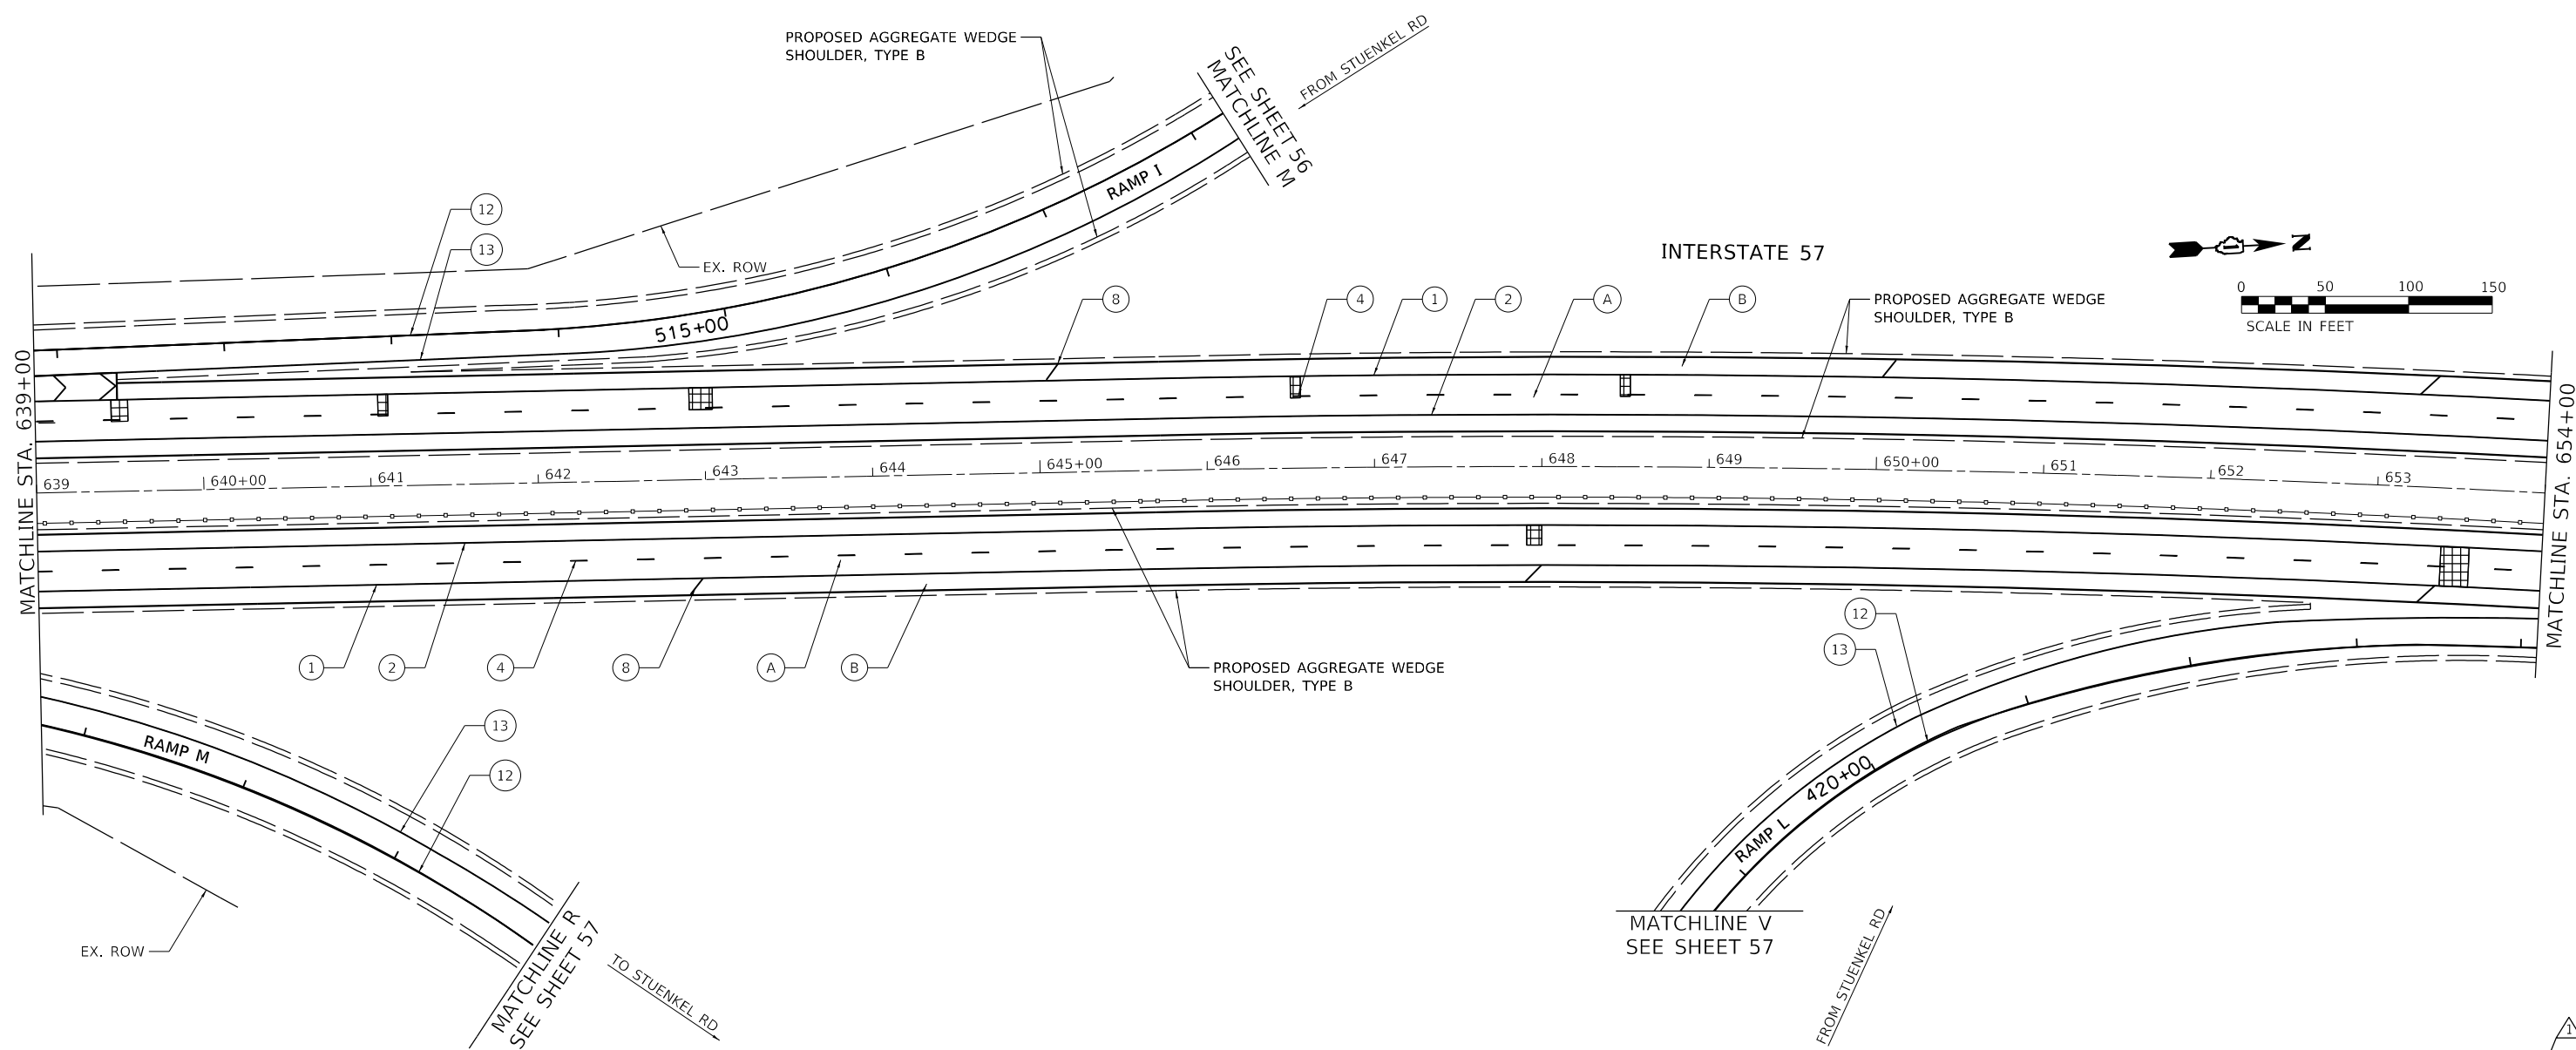 PROPOSED AGGREGATE WEDGE
SHOULDER, TYPE B
SEE SHEET 56
MATCHLINE M
FROM STUENKEL RD
RAMP I
12
13
EX. ROW
515+00
INTERSTATE 57
N
0 50 100 150
SCALE IN FEET
8
4
1
2
A
B
PROPOSED AGGREGATE WEDGE
SHOULDER, TYPE B
MATCHLINE STA. 639+00
639
640+00
641
642
643
644
645+00
646
647
648
649
650+00
651
652
653
MATCHLINE STA. 654+00
1
2
4
8
A
B
PROPOSED AGGREGATE WEDGE
SHOULDER, TYPE B
12
13
RAMP M
13
12
EX. ROW
MATCHLINE R
SEE SHEET 57
TO STUENKEL RD
420+00
RAMP L
MATCHLINE V
SEE SHEET 57
FROM STUENKEL RD
1